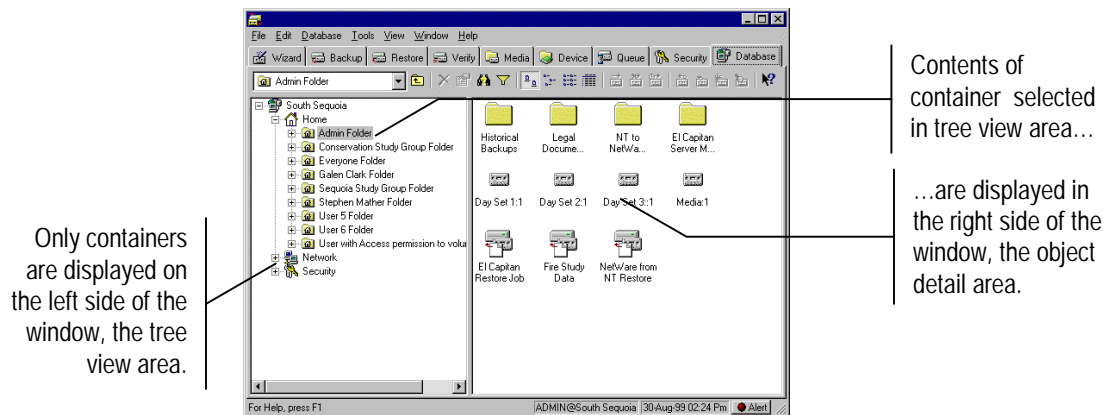 File Edit Database Tools View Window Help
Wizard Backup Restore Verify Media Device Queue Security Database
Admin Folder
South Sequoia
Home
Admin Folder
Conservation Study Group Folder
Everyone Folder
Galen Clark Folder
Sequoia Study Group Folder
Stephen Mather Folder
User 5 Folder
User 6 Folder
User with Access permission to volu
Network
Security
Historical Backups
Legal Docume...
NT to NetWa...
El Capitan Server M...
Day Set 1:1
Day Set 2:1
Day Set 3::1
Media:1
El Capitan Restore Job
Fire Study Data
NetWare from NT Restore
For Help, press F1
ADMIN@South Sequoia 30-Aug-99 02:24 Pm Alert
Only containers
are displayed on
the left side of the
window, the tree
view area.
Contents of
container selected
in tree view area…
…are displayed in
the right side of the
window, the object
detail area.